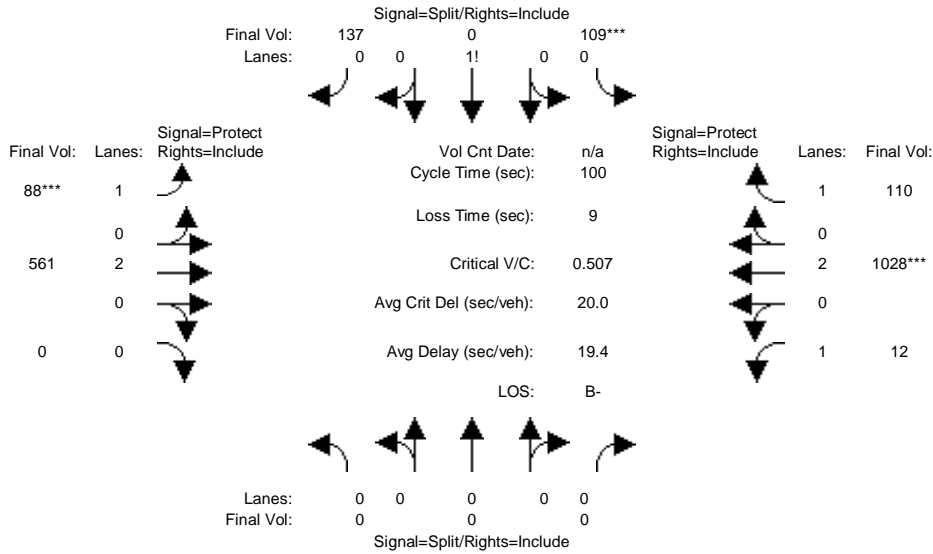 Signal=Split/Rights=Include
Final Vol: 137 0 109***
Lanes: 0 0 1! 0 0
Signal=Protect
Final Vol: Lanes: Rights=Include
Vol Cnt Date: n/a
Signal=Protect
Rights=Include Lanes: Final Vol:
Cycle Time (sec): 100
88*** 1
1 110
Loss Time (sec): 9
0
0
561 2
Critical V/C: 0.507
2 1028***
0
Avg Crit Del (sec/veh): 20.0
0
0 0
Avg Delay (sec/veh): 19.4
1 12
LOS: B-
Lanes: 0 0 0 0 0
Final Vol: 0 0 0
Signal=Split/Rights=Include